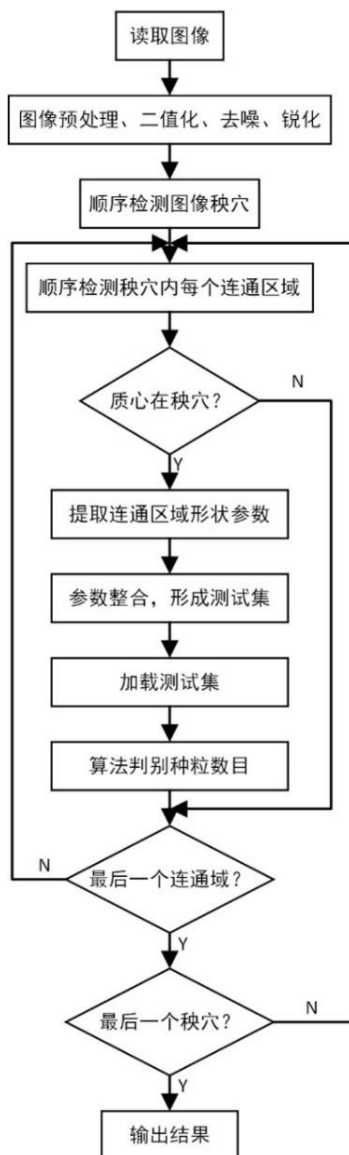 读取图像
图像预处理、二值化、去噪、锐化
顺序检测图像秧穴
顺序检测秧穴内每个连通区域
质心在秧穴？
N
Y
提取连通区域形状参数
参数整合，形成测试集
加载测试集
算法判别种粒数目
N
最后一个连通域？
Y
最后一个秧穴？
N
Y
输出结果